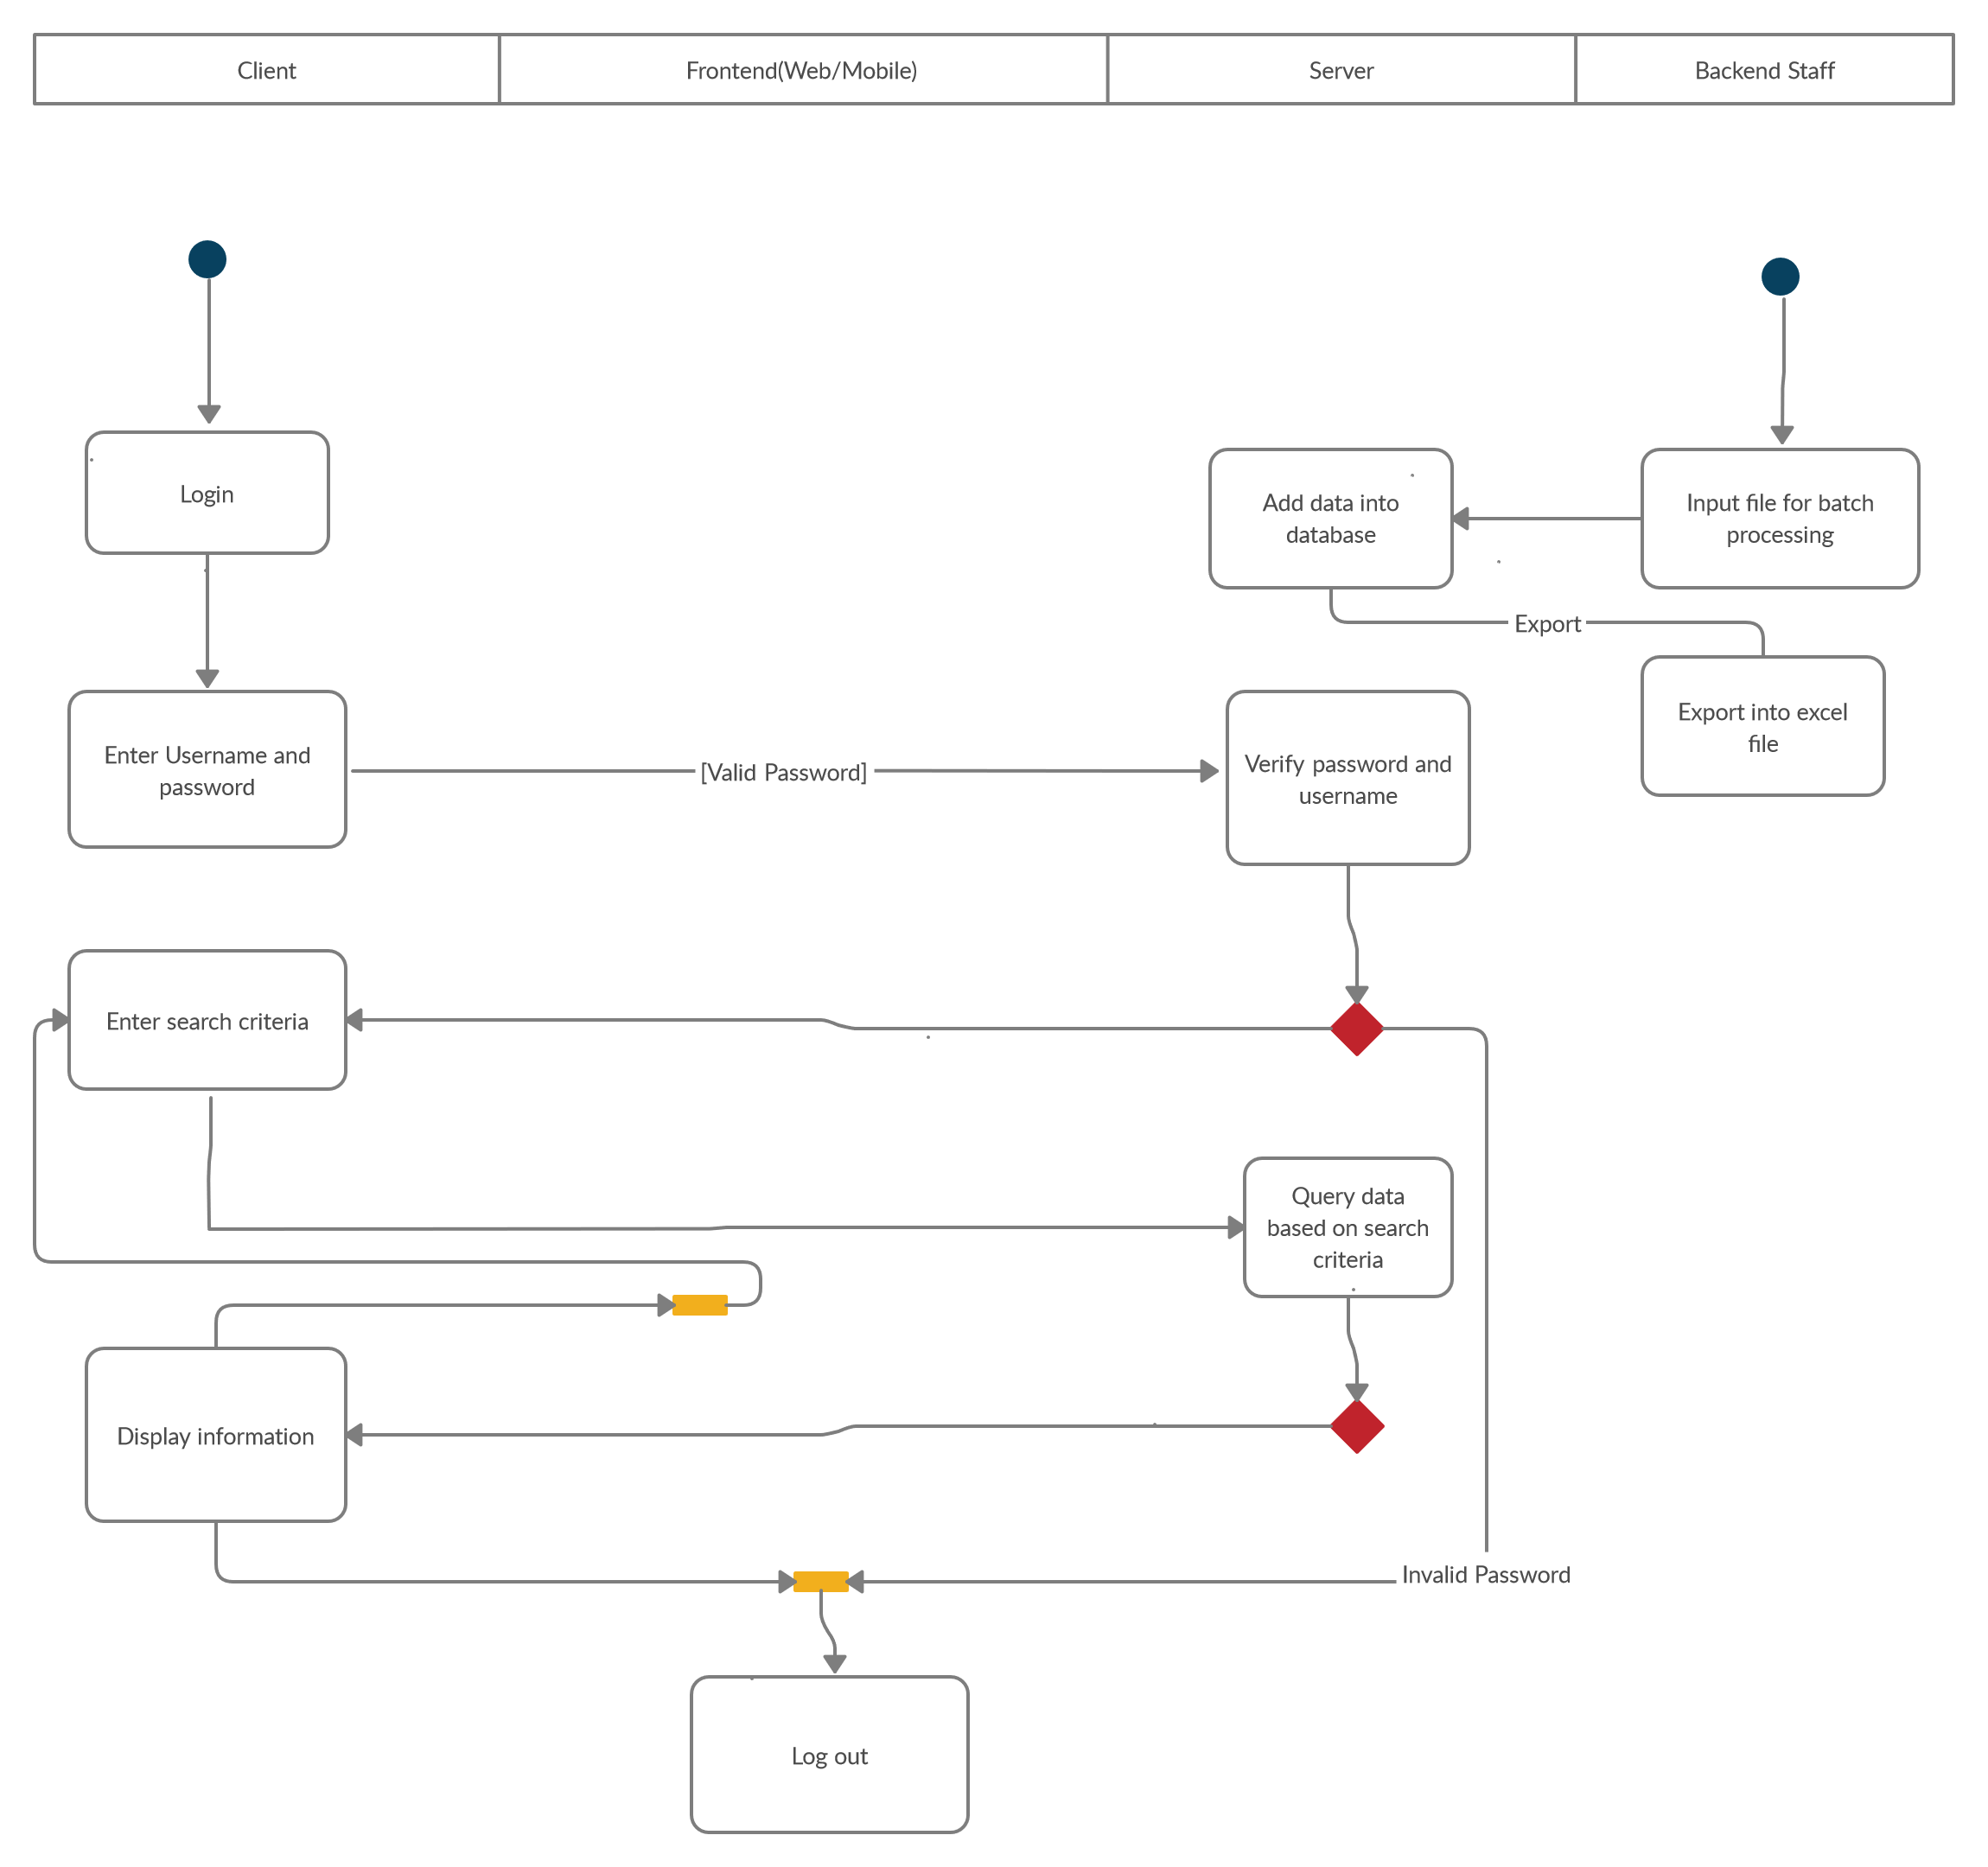 Client
Frontend(Web/Mobile)
Server
Backend Staff
Login
Add data into
database
Input file for batch
processing
Export
Export into excel
file
Enter Username and
password
[Valid Password]
Verify password and
username
Enter search criteria
Query data
based on search
criteria
Display information
Invalid Password
Log out